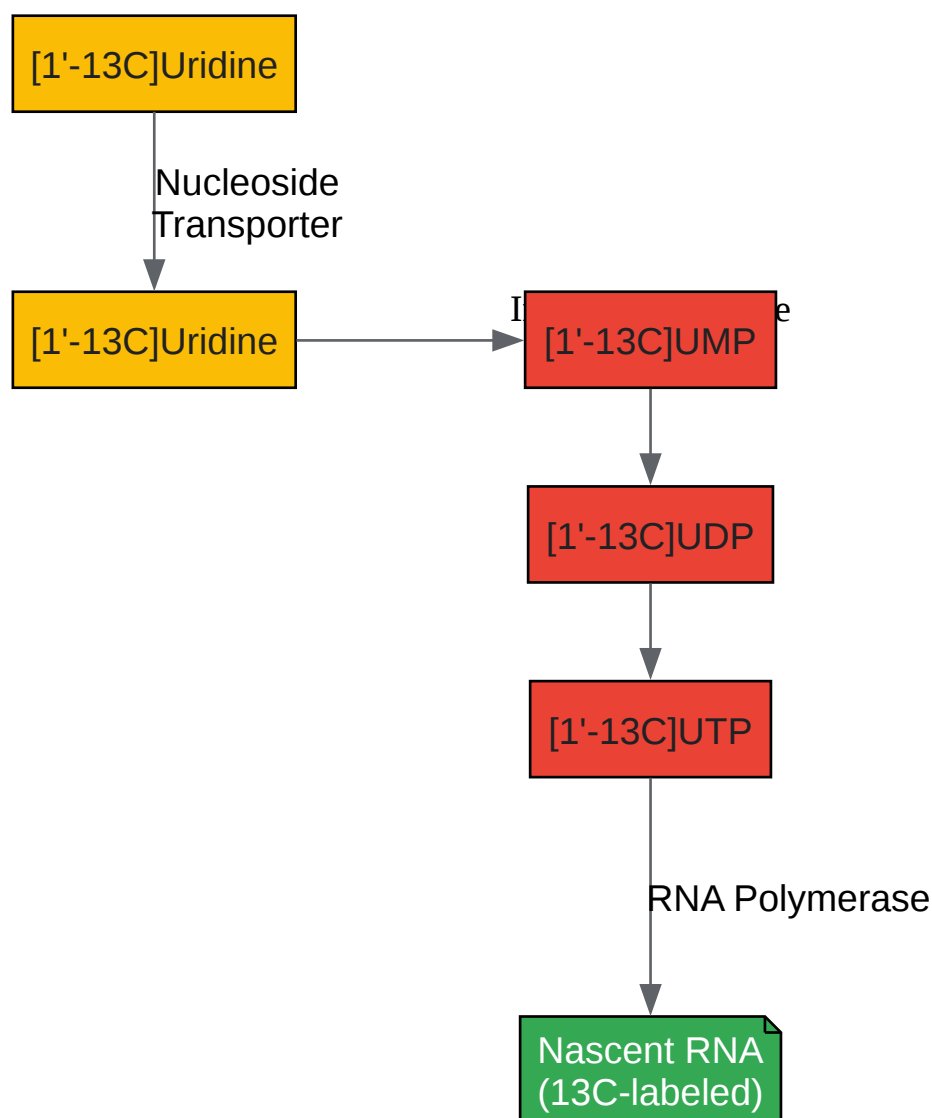 [1'-13C]Uridine
Nucleoside
Transporter
[1'-13C]Uridine
[1'-13C]UMP
[1'-13C]UDP
[1'-13C]UTP
RNA Polymerase
Nascent RNA
(13C-labeled)